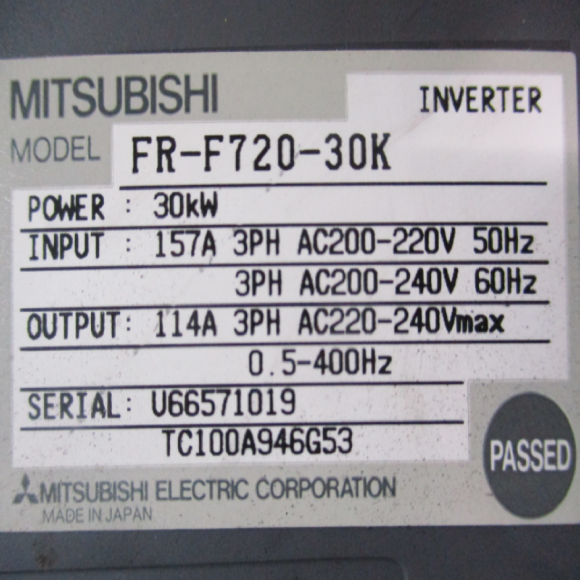 MITSUBISHI INVERTER
MODEL FR-F720-30K
POWER : 30kW
INPUT : 157A 3PH AC200-220V 50Hz
3PH AC200-240V 60Hz
OUTPUT: 114A 3PH AC220-240Vmax
0.5-400Hz
SERIAL: U66571019
TC100A946G53
PASSED
MITSUBISHI ELECTRIC CORPORATION
MADE IN JAPAN